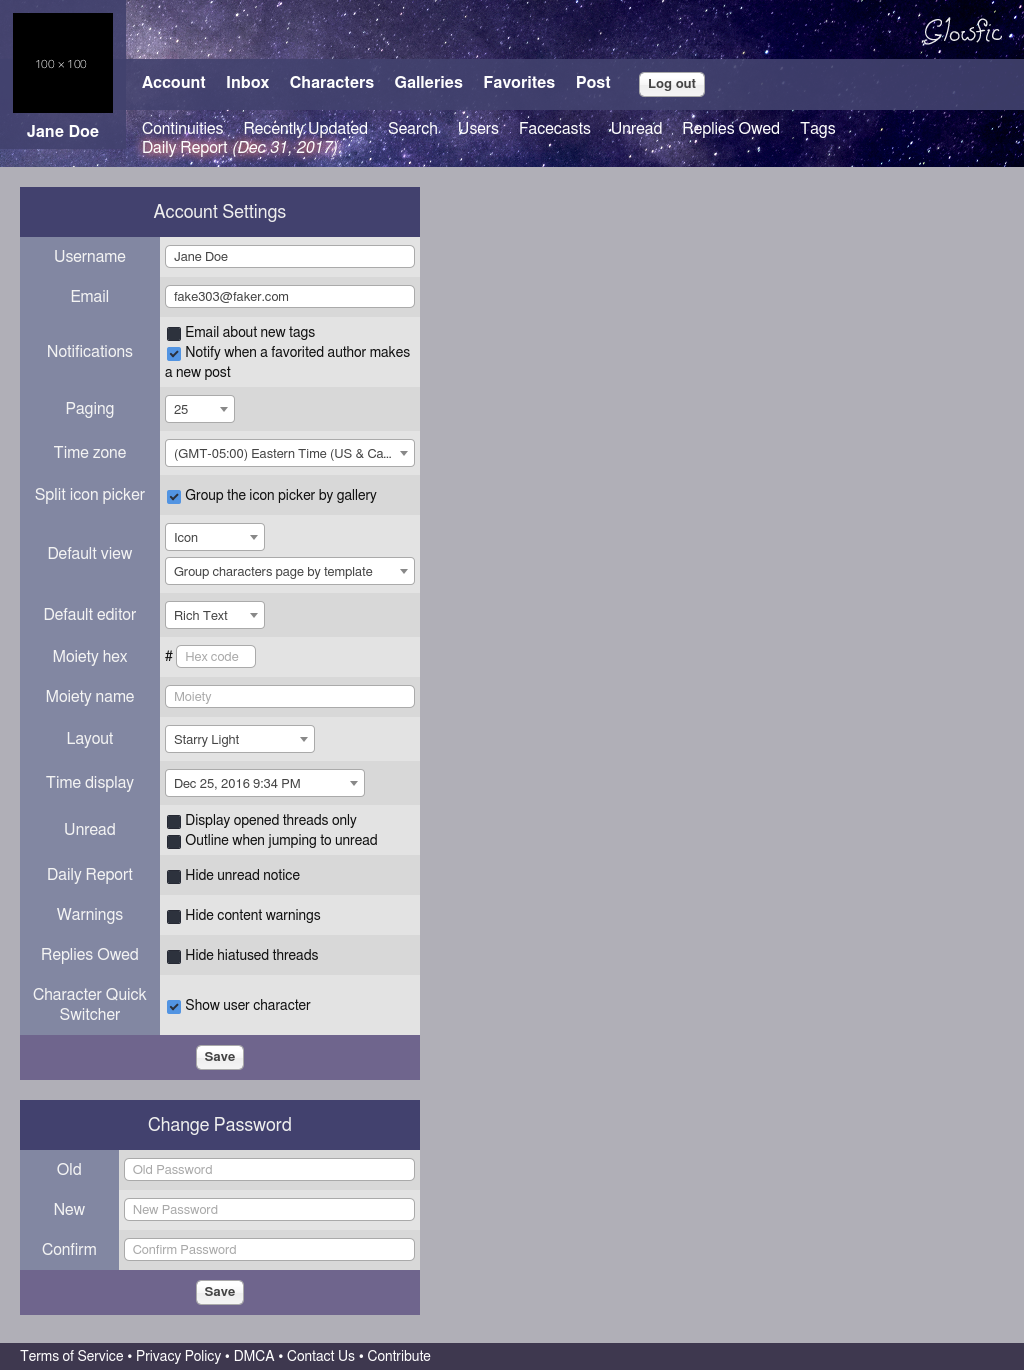 Glowfic
100 × 100
Jane Doe
Account Inbox Characters Galleries Favorites Post Log out
Continuities Recently Updated Search Users Facecasts Unread Replies Owed Tags
Daily Report (Dec 31, 2017)
Account Settings
Username Jane Doe
Email fake303@faker.com
Notifications
Email about new tags
Notify when a favorited author makes
a new post
Paging 25
Time zone (GMT-05:00) Eastern Time (US & Ca...
Split icon picker Group the icon picker by gallery
Default view
Icon
Group characters page by template
Default editor Rich Text
Moiety hex # Hex code
Moiety name Moiety
Layout Starry Light
Time display Dec 25, 2016 9:34 PM
Unread
Display opened threads only
Outline when jumping to unread
Daily Report Hide unread notice
Warnings Hide content warnings
Replies Owed Hide hiatused threads
Character Quick
Switcher
Show user character
Save
Change Password
Old Old Password
New New Password
Confirm Confirm Password
Save
Terms of Service • Privacy Policy • DMCA • Contact Us • Contribute